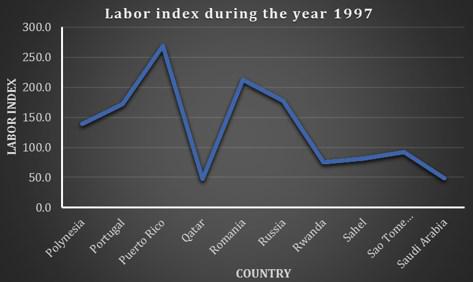 Labor index during the year 1997
300.0
250.0
200.0
150.0
100.0
50.0
0.0
LABOR INDEX
Polynesia
Portugal
Puerto Rico
Qatar
Romania
Russia
Rwanda
Sahel
Sao Tome...
Saudi Arabia
COUNTRY